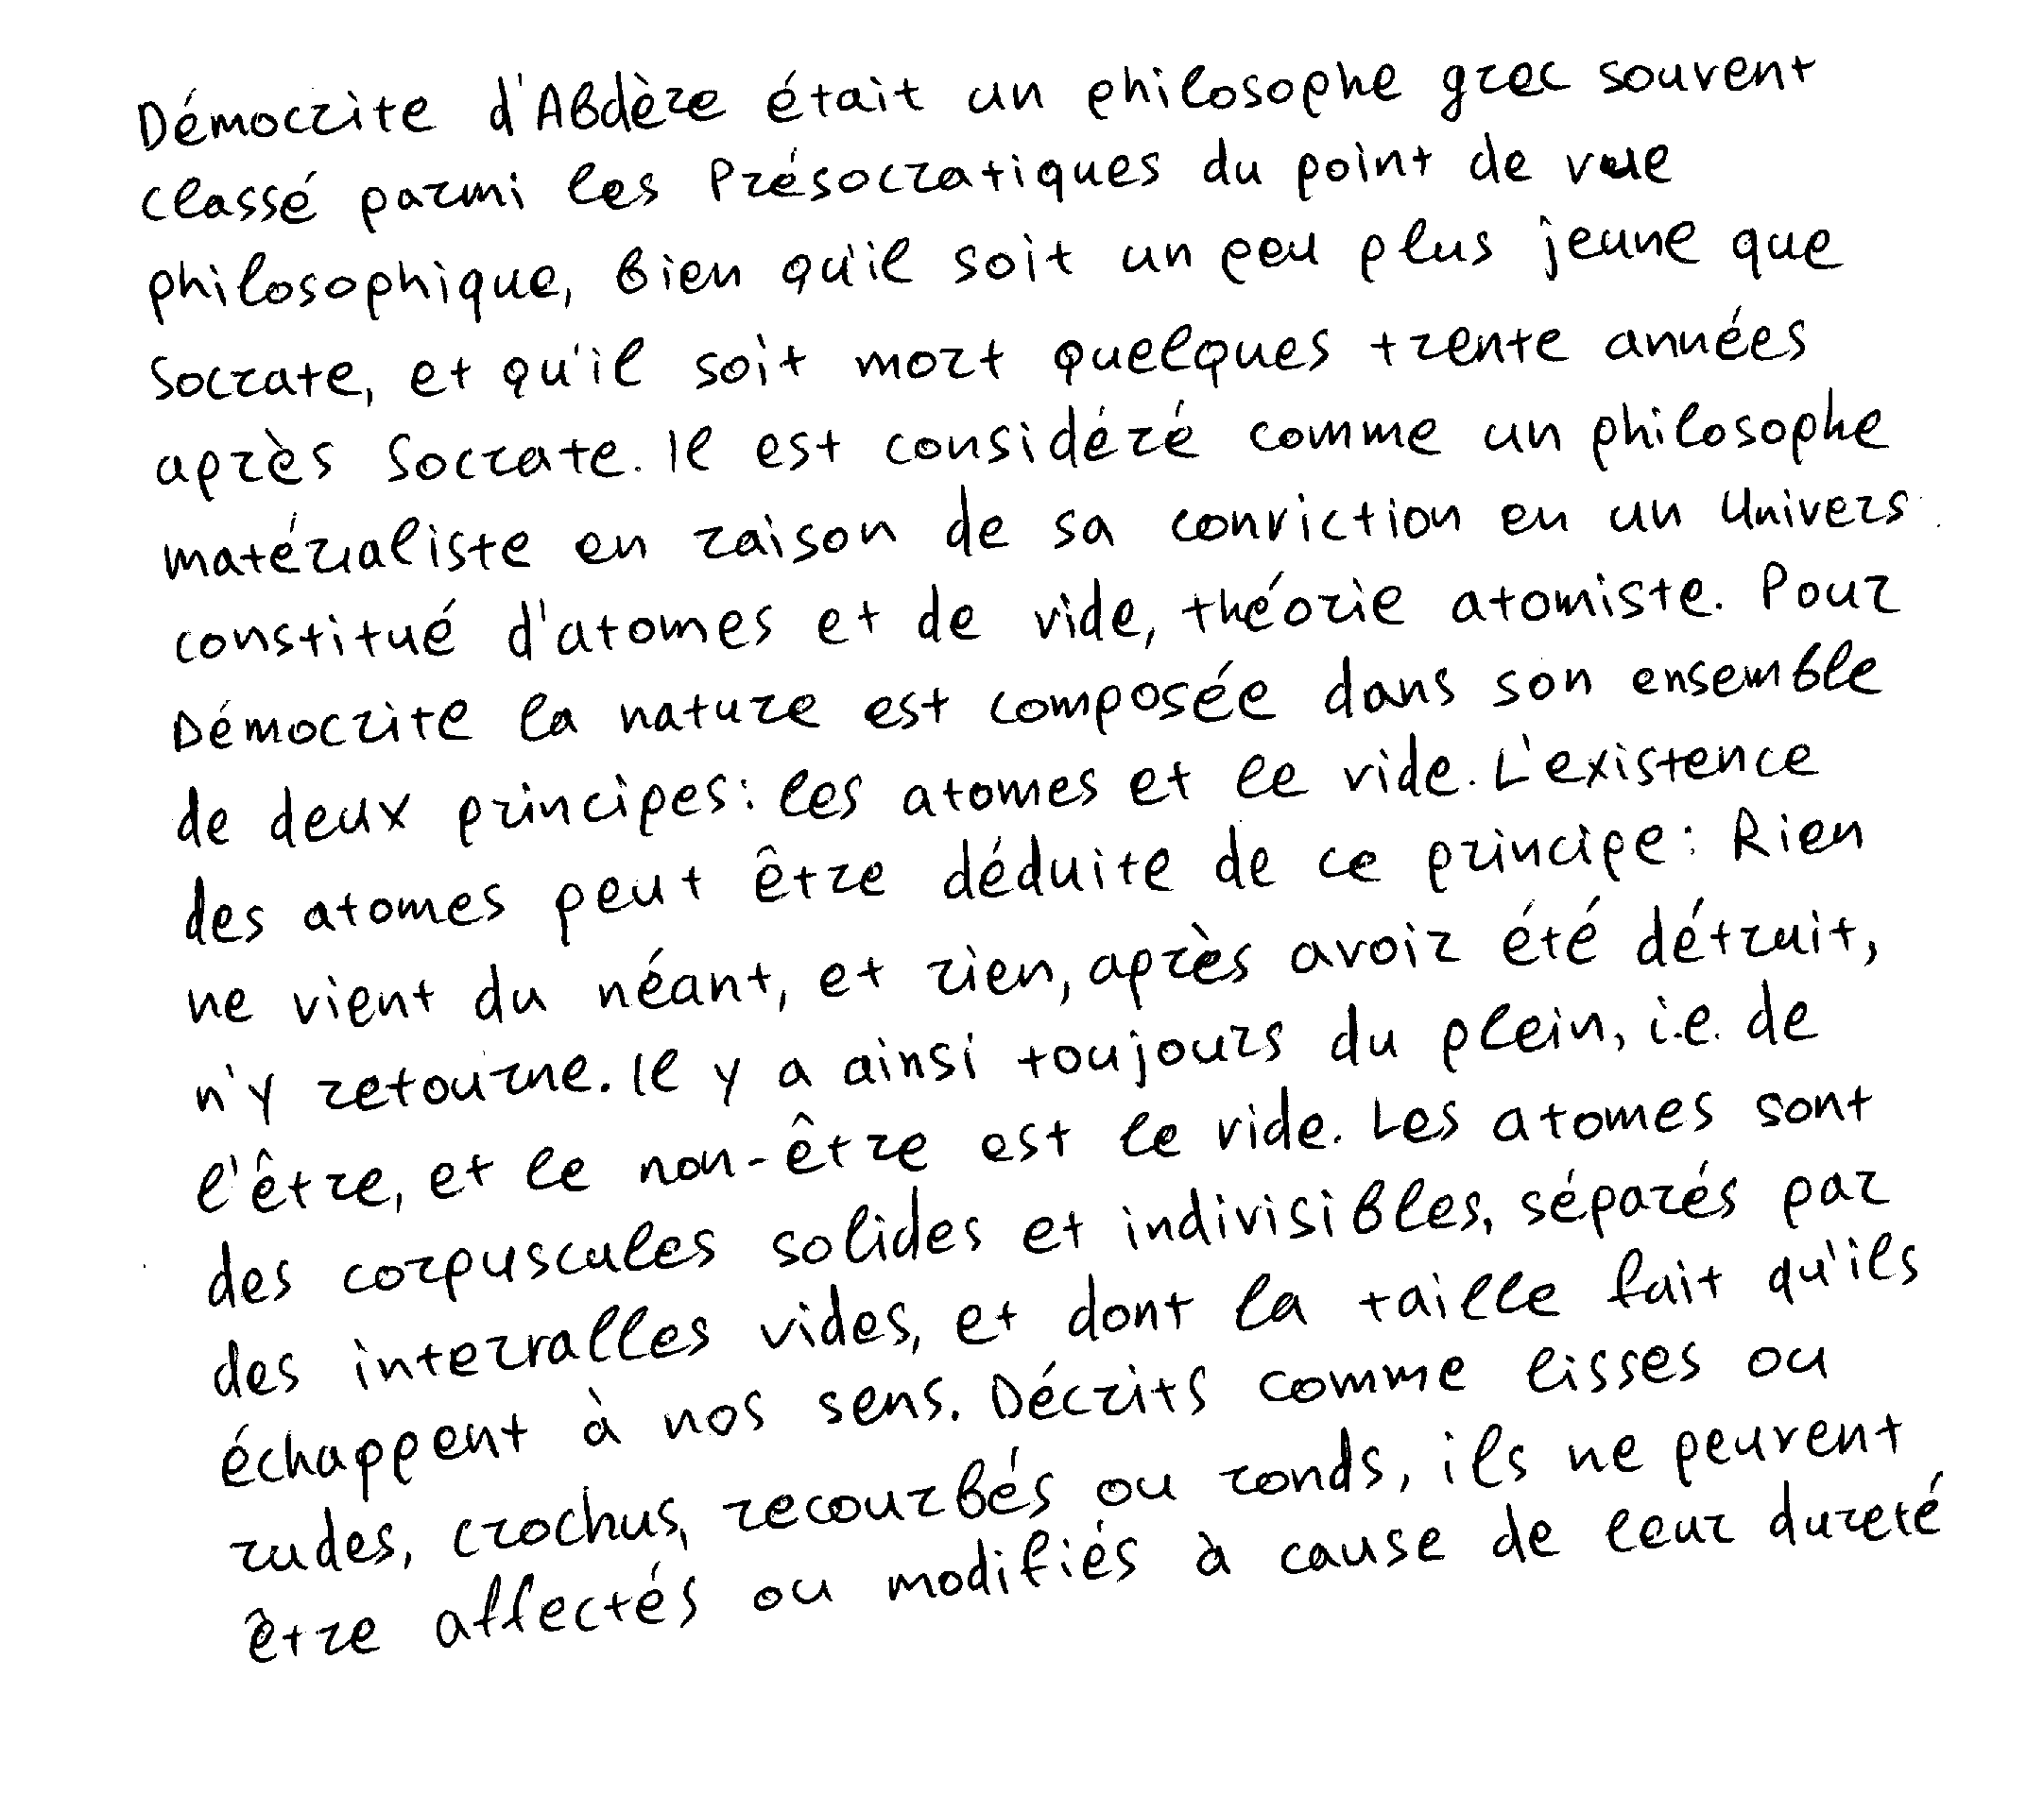 Démocrite d'Abdère était un philosophe grec souvent
classé parmi les Présocratiques du point de vue
philosophique, bien qu'il soit un peu plus jeune que
Socrate, et qu'il soit mort quelques trente années
après Socrate. Il est considéré comme un philosophe
matérialiste en raison de sa conviction en un Univers
constitué d'atomes et de vide, théorie atomiste. Pour
Démocrite la nature est composée dans son ensemble
de deux principes: les atomes et le vide. L'existence
des atomes peut être déduite de ce principe: Rien
ne vient du néant, et rien, après avoir été détruit,
n'y retourne. Il y a ainsi toujours du plein, i.e. de
l'être, et le non-être est le vide. Les atomes sont
des corpuscules solides et indivisibles, séparés par
des intervalles vides, et dont la taille fait qu'ils
échappent à nos sens. Décrits comme lisses ou
rudes, crochus, recourbés ou ronds, ils ne peuvent
être affectés ou modifiés à cause de leur dureté